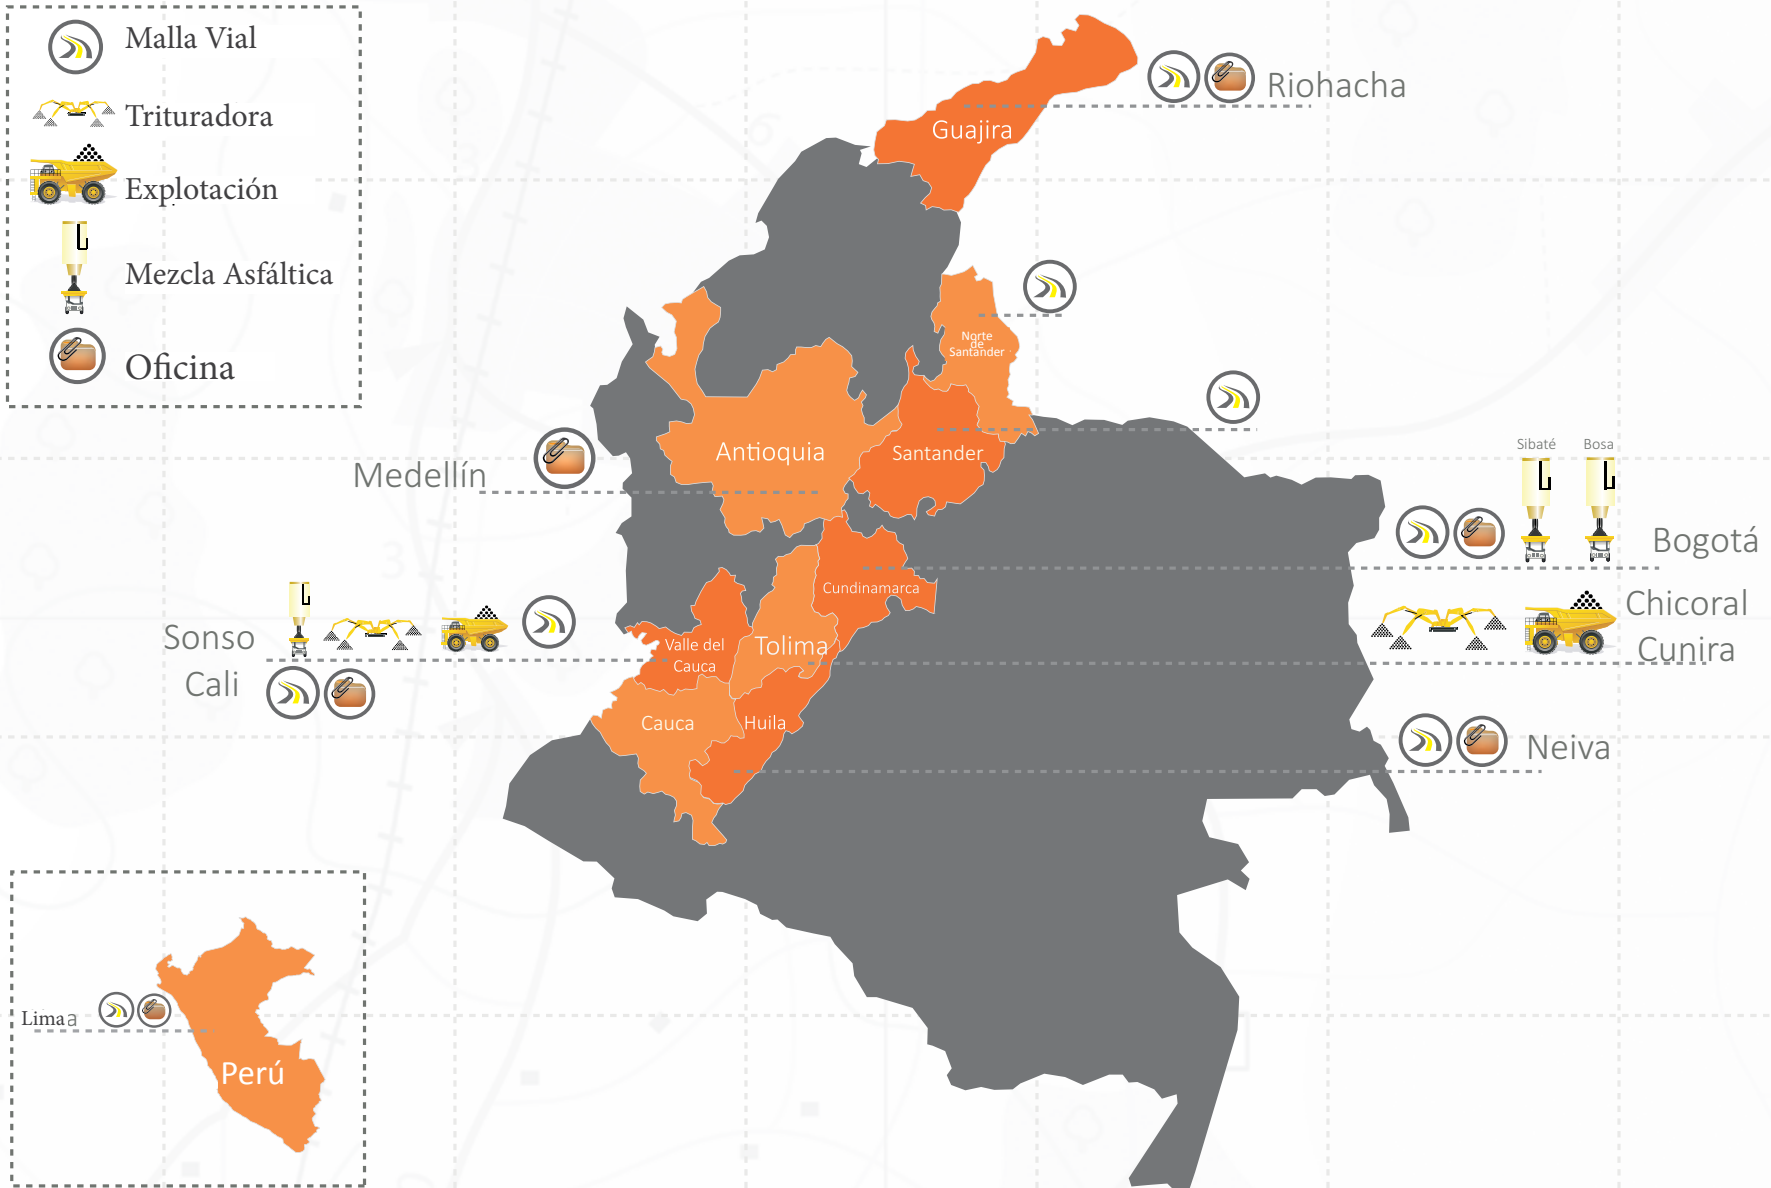 Malla Vial
Trituradora
Explotación
Mezcla Asfáltica
Oficina
Riohacha
Guajira
Norte
de
Santander
Antioquia
Santander
Medellín
Sibaté
Bosa
Bogotá
Cundinamarca
Chicoral
Cunira
Sonso
Cali
Valle del
Cauca
Tolima
Cauca
Huila
Neiva
Lima a
Perú